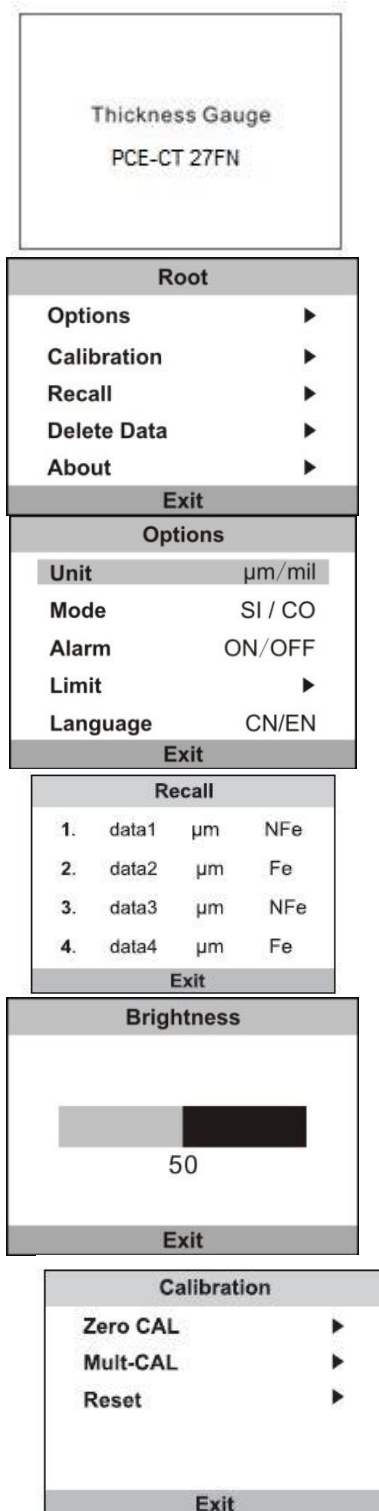 Thickness Gauge
PCE-CT 27FN
Root
Options ▶
Calibration ▶
Recall ▶
Delete Data ▶
About ▶
Exit
Options
Unit μm/mil
Mode SI / CO
Alarm ON/OFF
Limit ▶
Language CN/EN
Exit
Recall
1. data1 μm NFe
2. data2 μm Fe
3. data3 μm NFe
4. data4 μm Fe
Exit
Brightness
50
Exit
Calibration
Zero CAL ▶
Mult-CAL ▶
Reset ▶
Exit